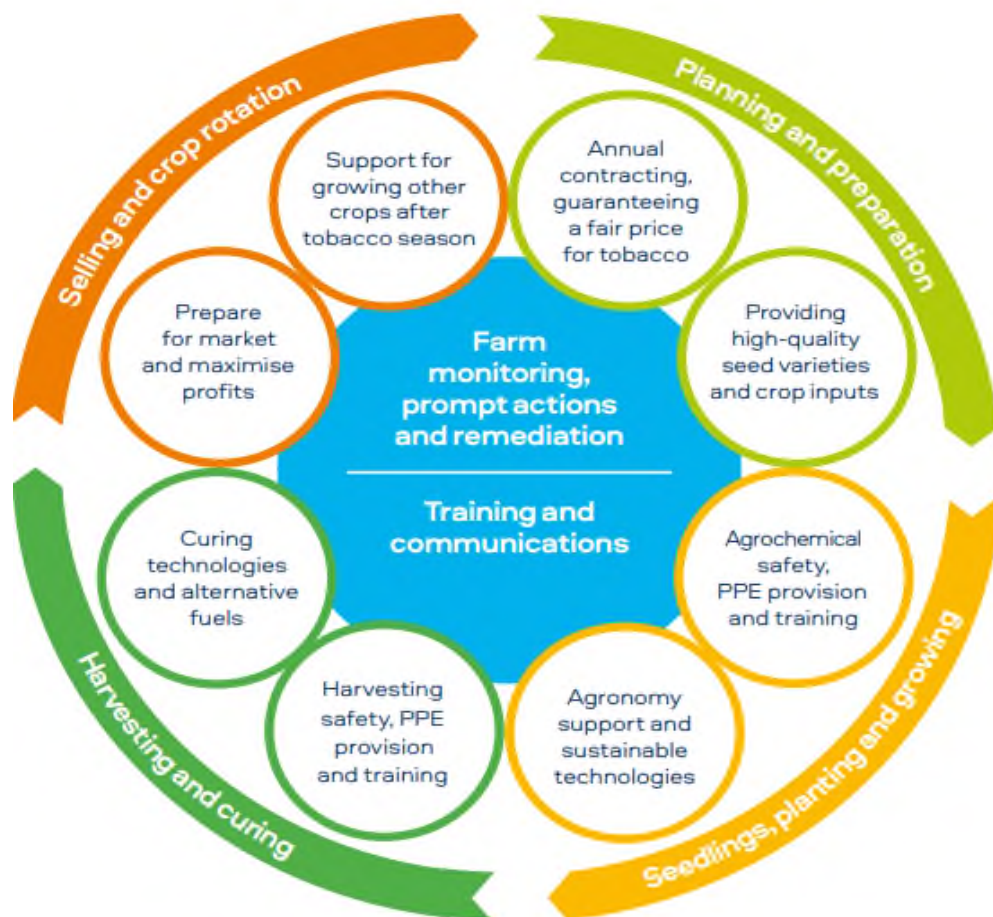 Planning and preparation
Annual
contracting,
guaranteeing
a fair price
for tobacco
Providing
high-quality
seed varieties
and crop inputs
Seedlings, planting and growing
Agrochemical
safety,
PPE provision
and training
Agronomy
support and
sustainable
technologies
Harvesting and curing
Harvesting
safety, PPE
provision
and training
Curing
technologies
and alternative
fuels
Selling and crop rotation
Prepare
for market
and maximise
profits
Support for
growing other
crops after
tobacco season
Farm
monitoring,
prompt actions
and remediation
Training and
communications